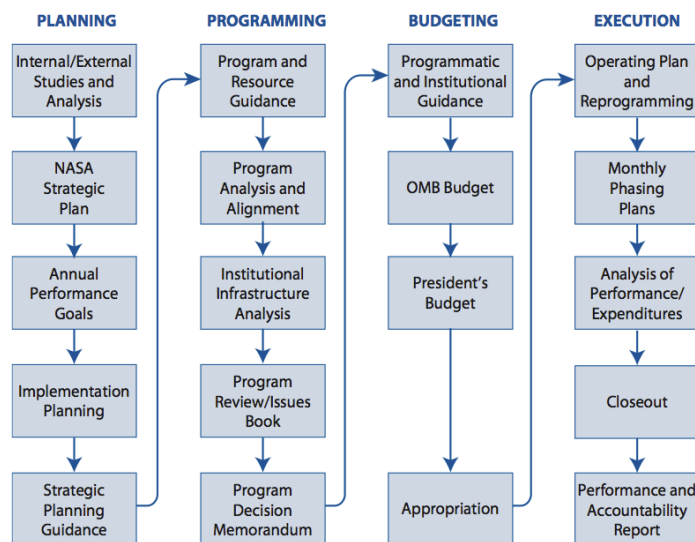 PLANNING
Internal/External
Studies and
Analysis
NASA
Strategic
Plan
Annual
Performance
Goals
Implementation
Planning
Strategic
Planning
Guidance
PROGRAMMING
Program and
Resource
Guidance
Program
Analysis and
Alignment
Institutional
Infrastructure
Analysis
Program
Review/Issues
Book
Program
Decision
Memorandum
BUDGETING
Programmatic
and Institutional
Guidance
OMB Budget
President’s
Budget
Appropriation
EXECUTION
Operating Plan
and
Reprogramming
Monthly
Phasing
Plans
Analysis of
Performance/
Expenditures
Closeout
Performance and
Accountability
Report